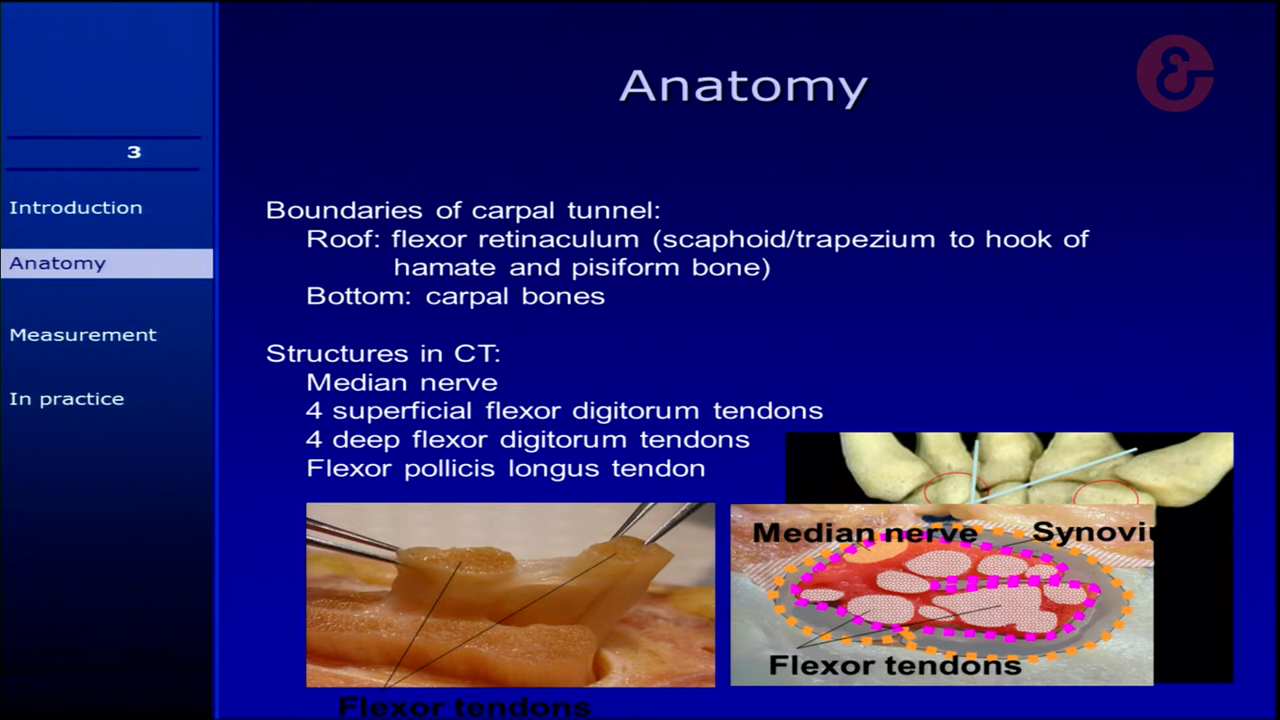 Anatomy
3
Introduction
Anatomy
Measurement
In practice
Boundaries of carpal tunnel:
Roof: flexor retinaculum (scaphoid/trapezium to hook of
hamate and pisiform bone)
Bottom: carpal bones
Structures in CT:
Median nerve
4 superficial flexor digitorum tendons
4 deep flexor digitorum tendons
Flexor pollicis longus tendon
Median nerve
Synoviu
Flexor tendons
Flexor tendons